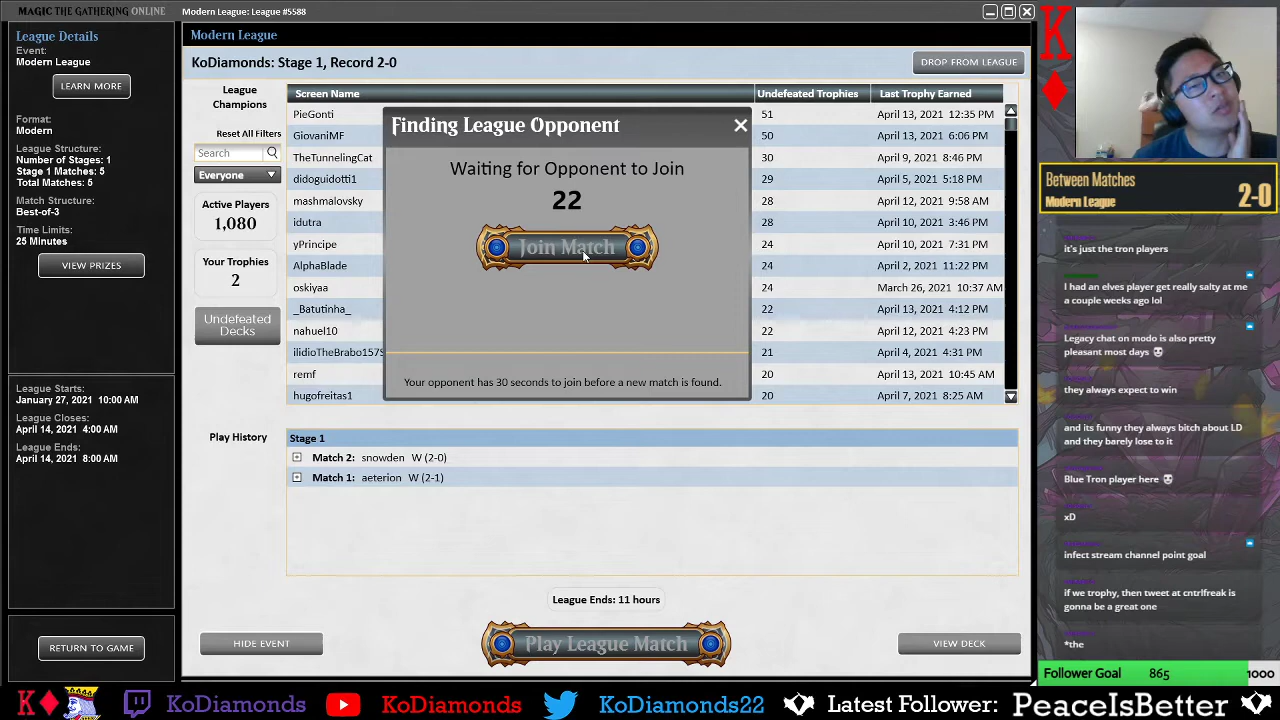 MAGIC THE GATHERING ONLINE
Modern League: League #5588
League Details
Event:
Modern League
LEARN MORE
Format:
Modern
League Structure:
Number of Stages: 1
Stage 1 Matches: 5
Total Matches: 5
Match Structure:
Best-of-3
Time Limits:
25 Minutes
VIEW PRIZES
League Starts:
January 27, 2021 10:00 AM
League Closes:
April 14, 2021 4:00 AM
League Ends:
April 14, 2021 8:00 AM
RETURN TO GAME
Modern League
KoDiamonds: Stage 1, Record 2-0
DROP FROM LEAGUE
League
Champions
Reset All Filters
Search
Everyone
Active Players
1,080
Your Trophies
2
Undefeated
Decks
Screen Name Undefeated Trophies Last Trophy Earned
PieGonti 51 April 13, 2021 12:35 PM
GiovaniMF 50 April 13, 2021 6:06 PM
TheTunnelingCat 30 April 9, 2021 8:46 PM
didoguidotti1 29 April 5, 2021 5:18 PM
mashmalovsky 28 April 12, 2021 9:58 AM
idutra 28 April 10, 2021 3:46 PM
yPrincipe 24 April 10, 2021 7:31 PM
AlphaBlade 24 April 2, 2021 11:22 PM
oskiyaa 24 March 26, 2021 10:37 AM
_Batutinha_ 22 April 13, 2021 4:12 PM
nahuel10 22 April 12, 2021 4:23 PM
ilidioTheBrabo157S 21 April 4, 2021 4:31 PM
remf 20 April 13, 2021 10:45 AM
hugofreitas1 20 April 7, 2021 8:25 AM
Finding League Opponent
Waiting for Opponent to Join
22
Join Match
Your opponent has 30 seconds to join before a new match is found.
Play History
Stage 1
Match 2: snowden W (2-0)
Match 1: aeterion W (2-1)
League Ends: 11 hours
HIDE EVENT
Play League Match
VIEW DECK
K
Between Matches
Modern League
2-0
it's just the tron players
I had an elves player get really salty at me
a couple weeks ago lol
Legacy chat on modo is also pretty
pleasant most days
they always expect to win
and its funny they always bitch about LD
and they barely lose to it
Blue Tron player here
xD
infect stream channel point goal
if we trophy, then tweet at cntrlfreak is
gonna be a great one
*the
Follower Goal 865 1000
K KoDiamonds KoDiamonds KoDiamonds22 Latest Follower: PeaceIsBetter